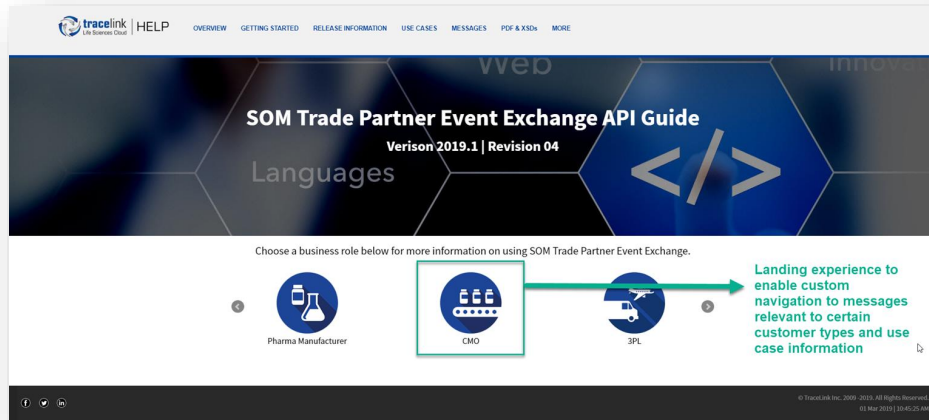 tracelink | HELP
Life Sciences Cloud
OVERVIEW GETTING STARTED RELEASE INFORMATION USE CASES MESSAGES PDF & XSDs MORE
Web
Innova
SOM Trade Partner Event Exchange API Guide
Verison 2019.1 | Revision 04
Languages
</>
Choose a business role below for more information on using SOM Trade Partner Event Exchange.
Pharma Manufacturer
CMO
3PL
Landing experience to
enable custom
navigation to messages
relevant to certain
customer types and use
case information
© TraceLink Inc. 2009 -2019. All Rights Reserved.
01 Mar 2019 | 10:45:25 AM